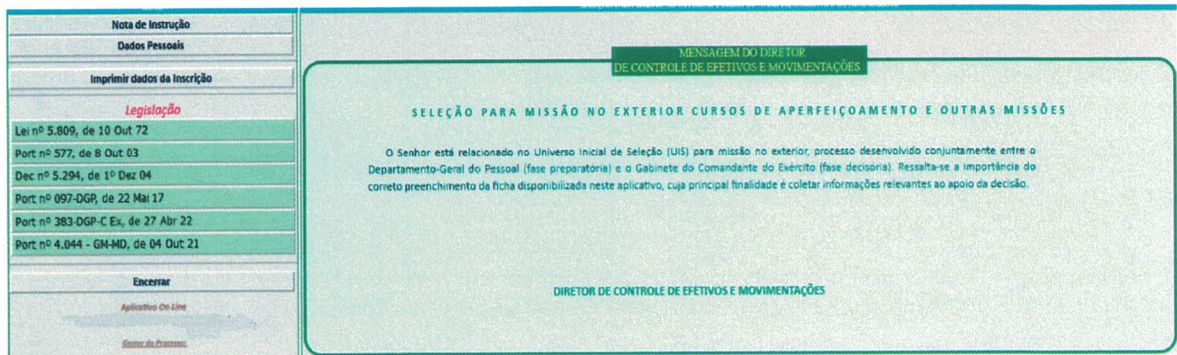 Nota de Instrução
Dados Pessoais
Imprimir dados da Inscrição
Legislação
Lei nº 5.809, de 10 Out 72
Port nº 577, de 8 Out 03
Dec nº 5.294, de 1º Dez 04
Port nº 097-DGP, de 22 Mai 17
Port nº 383-DGP-C Ex, de 27 Abr 22
Port nº 4.044 - GM-MD, de 04 Out 21
Encerrar
Aplicativo On-Line
Gestor do Processo
MENSAGEM DO DIRETOR
DE CONTROLE DE EFETIVOS E MOVIMENTAÇÕES
SELEÇÃO PARA MISSÃO NO EXTERIOR CURSOS DE APERFEIÇOAMENTO E OUTRAS MISSÕES
O Senhor está relacionado no Universo Inicial de Seleção (UIS) para missão no exterior, processo desenvolvido conjuntamente entre o
Departamento-Geral do Pessoal (fase preparatória) e o Gabinete do Comandante do Exército (fase decisória). Ressalta-se a importância do
correto preenchimento da ficha disponibilizada neste aplicativo, cuja principal finalidade é coletar informações relevantes ao apoio da decisão.
DIRETOR DE CONTROLE DE EFETIVOS E MOVIMENTAÇÕES